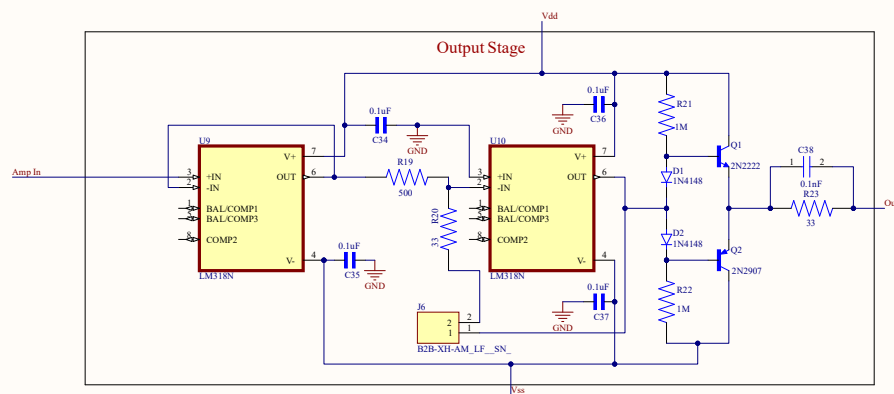 Vdd
Output Stage
0.1uF
C34
GND
0.1uF
C36
GND
R21
1M
Q1
2N2222
U9
7
V+
3
+IN
2
-IN
OUT
6
1
BAL/COMP1
5
BAL/COMP3
8
COMP2
V-
4
LM318N
Amp In
R19
500
R20
33
U10
7
V+
3
+IN
2
-IN
OUT
6
1
BAL/COMP1
5
BAL/COMP3
8
COMP2
V-
4
LM318N
D1
1N4148
C38
1
2
0.1nF
R23
33
D2
1N4148
Q2
2N2907
R22
1M
0.1uF
C35
GND
0.1uF
C37
GND
J6
2
2
1
1
B2B-XH-AM_LF__SN_
Vss